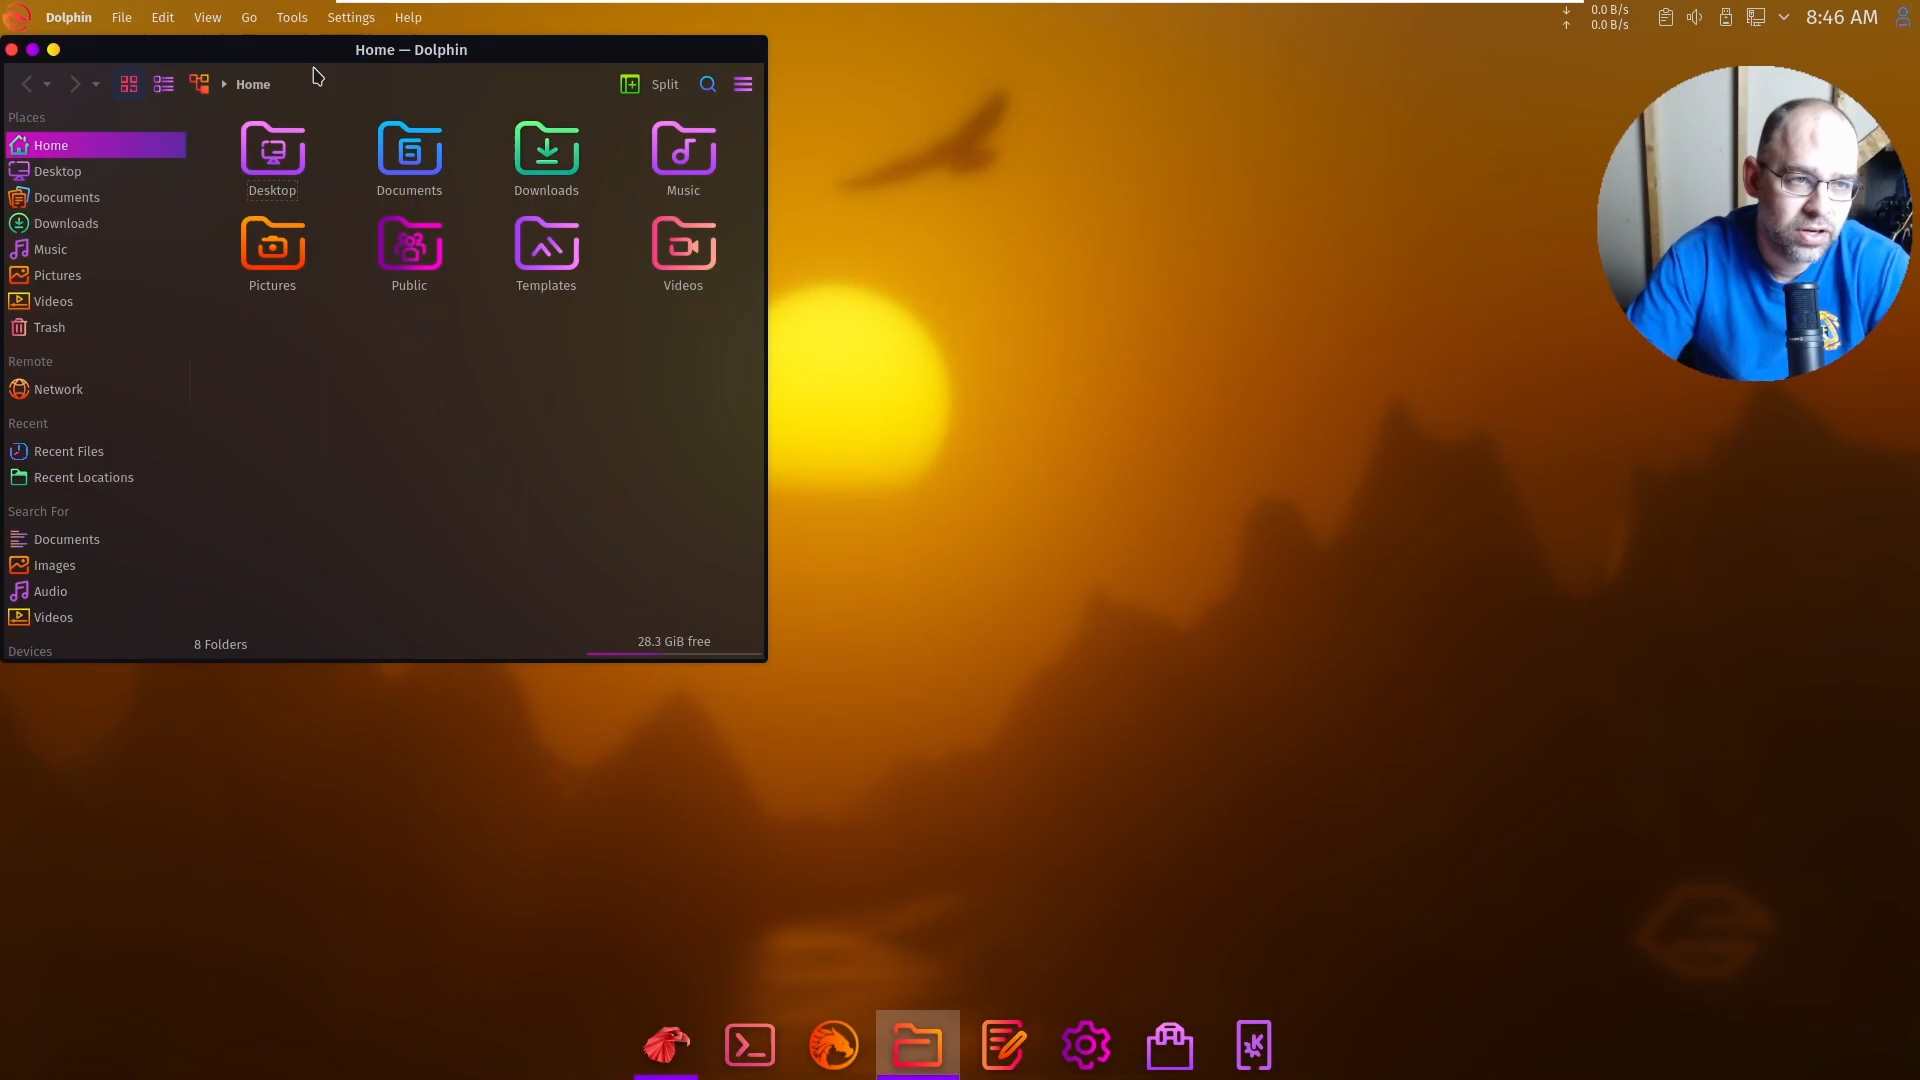 Dolphin File Edit View Go Tools Settings Help
0.0 B/s
0.0 B/s
8:46 AM
Home — Dolphin
Home
Split
Places
Home
Desktop
Documents
Downloads
Music
Pictures
Videos
Trash
Remote
Network
Recent
Recent Files
Recent Locations
Search For
Documents
Images
Audio
Videos
Devices
Desktop Documents Downloads Music
Pictures Public Templates Videos
8 Folders
28.3 GiB free